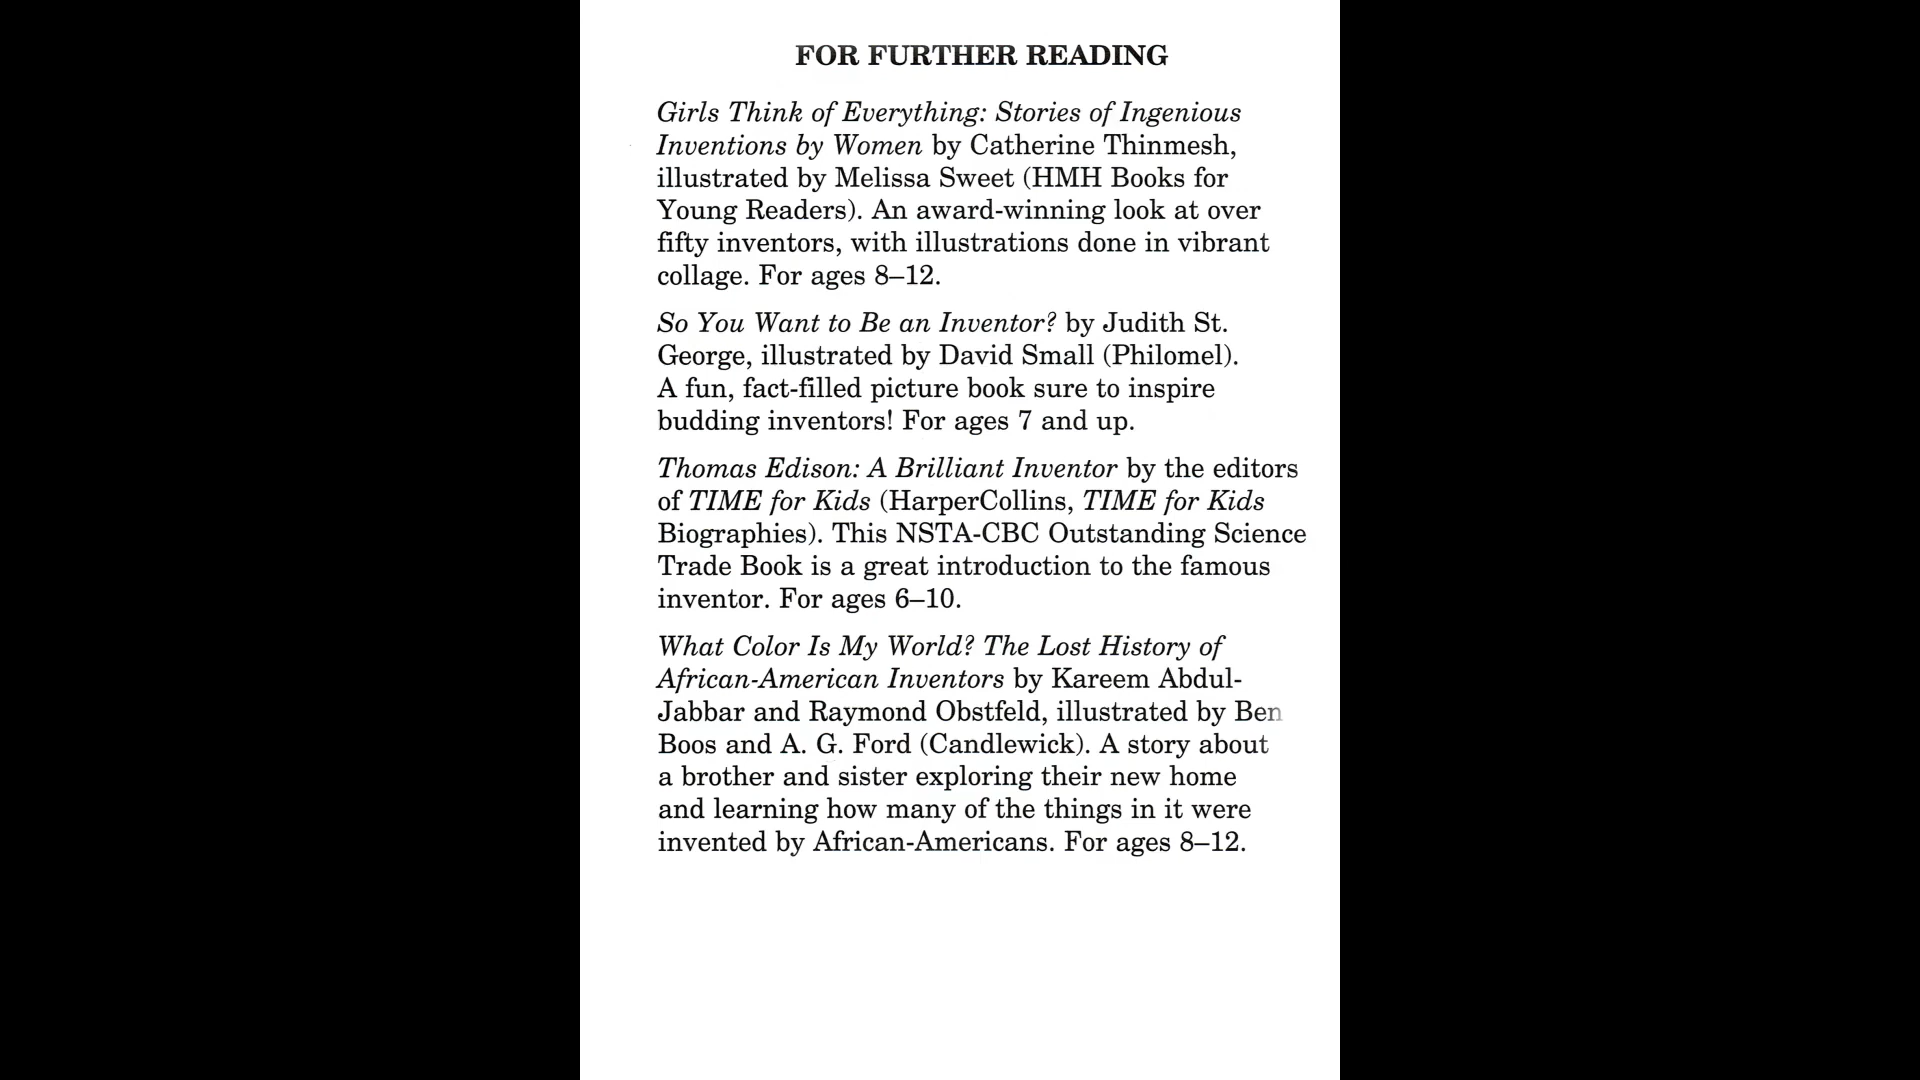 FOR FURTHER READING
Girls Think of Everything: Stories of Ingenious
Inventions by Women by Catherine Thinmesh,
illustrated by Melissa Sweet (HMH Books for
Young Readers). An award-winning look at over
fifty inventors, with illustrations done in vibrant
collage. For ages 8–12.
So You Want to Be an Inventor? by Judith St.
George, illustrated by David Small (Philomel).
A fun, fact-filled picture book sure to inspire
budding inventors! For ages 7 and up.
Thomas Edison: A Brilliant Inventor by the editors
of TIME for Kids (HarperCollins, TIME for Kids
Biographies). This NSTA-CBC Outstanding Science
Trade Book is a great introduction to the famous
inventor. For ages 6–10.
What Color Is My World? The Lost History of
African-American Inventors by Kareem Abdul-
Jabbar and Raymond Obstfeld, illustrated by Ben
Boos and A. G. Ford (Candlewick). A story about
a brother and sister exploring their new home
and learning how many of the things in it were
invented by African-Americans. For ages 8–12.